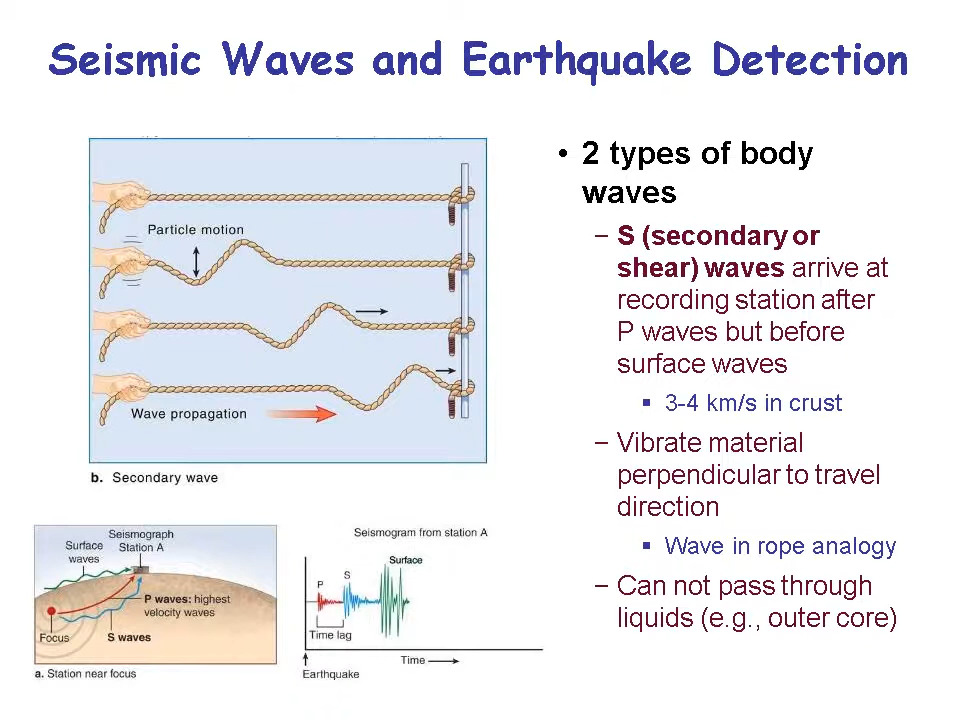 Seismic Waves and Earthquake Detection
Particle motion
Wave propagation
b. Secondary wave
• 2 types of body
waves
– S (secondary or
shear) waves arrive at
recording station after
P waves but before
surface waves
▪ 3-4 km/s in crust
– Vibrate material
perpendicular to travel
direction
▪ Wave in rope analogy
– Can not pass through
liquids (e.g., outer core)
Seismograph
Station A
Surface
waves
P waves: highest
velocity waves
Focus
S waves
a. Station near focus
Seismogram from station A
Surface
S
P
Time lag
Time
Earthquake